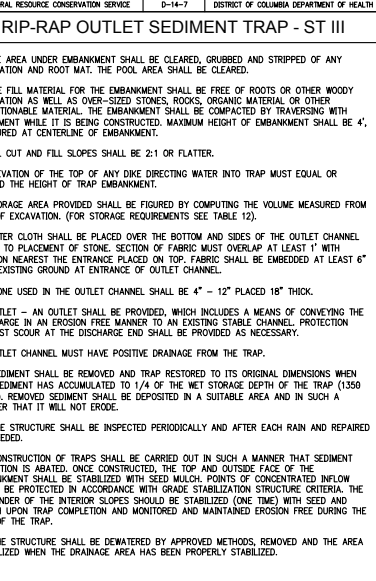 RAL RESOURCE CONSERVATION SERVICE D-14-7 DISTRICT OF COLUMBIA DEPARTMENT OF HEALTH
RIP-RAP OUTLET SEDIMENT TRAP - ST III
AREA UNDER EMBANKMENT SHALL BE CLEARED, GRUBBED AND STRIPPED OF ANY
ATION AND ROOT MAT. THE POOL AREA SHALL BE CLEARED.
FILL MATERIAL FOR THE EMBANKMENT SHALL BE FREE OF ROOTS OR OTHER WOODY
ATION AS WELL AS OVER-SIZED STONES, ROCKS, ORGANIC MATERIAL OR OTHER
TIONABLE MATERIAL. THE EMBANKMENT SHALL BE COMPACTED BY TRAVERSING WITH
MENT WHILE IT IS BEING CONSTRUCTED. MAXIMUM HEIGHT OF EMBANKMENT SHALL BE 4',
URED AT CENTERLINE OF EMBANKMENT.
CUT AND FILL SLOPES SHALL BE 2:1 OR FLATTER.
VATION OF THE TOP OF ANY DIKE DIRECTING WATER INTO TRAP MUST EQUAL OR
D THE HEIGHT OF TRAP EMBANKMENT.
ORAGE AREA PROVIDED SHALL BE FIGURED BY COMPUTING THE VOLUME MEASURED FROM
OF EXCAVATION. (FOR STORAGE REQUIREMENTS SEE TABLE 12).
TER CLOTH SHALL BE PLACED OVER THE BOTTOM AND SIDES OF THE OUTLET CHANNEL
TO PLACEMENT OF STONE. SECTION OF FABRIC MUST OVERLAP AT LEAST 1' WITH
ON NEAREST THE ENTRANCE PLACED ON TOP. FABRIC SHALL BE EMBEDDED AT LEAST 6"
EXISTING GROUND AT ENTRANCE OF OUTLET CHANNEL.
ONE USED IN THE OUTLET CHANNEL SHALL BE 4" - 12" PLACED 18" THICK.
TLET - AN OUTLET SHALL BE PROVIDED, WHICH INCLUDES A MEANS OF CONVEYING THE
ARGE IN AN EROSION FREE MANNER TO AN EXISTING STABLE CHANNEL. PROTECTION
ST SCOUR AT THE DISCHARGE END SHALL BE PROVIDED AS NECESSARY.
TLET CHANNEL MUST HAVE POSITIVE DRAINAGE FROM THE TRAP.
DIMENT SHALL BE REMOVED AND TRAP RESTORED TO ITS ORIGINAL DIMENSIONS WHEN
EDIMENT HAS ACCUMULATED TO 1/4 OF THE WET STORAGE DEPTH OF THE TRAP (1350
). REMOVED SEDIMENT SHALL BE DEPOSITED IN A SUITABLE AREA AND IN SUCH A
ER THAT IT WILL NOT ERODE.
E STRUCTURE SHALL BE INSPECTED PERIODICALLY AND AFTER EACH RAIN AND REPAIRED
EDED.
ONSTRUCTION OF TRAPS SHALL BE CARRIED OUT IN SUCH A MANNER THAT SEDIMENT
TION IS ABATED. ONCE CONSTRUCTED, THE TOP AND OUTSIDE FACE OF THE
NKMENT SHALL BE STABILIZED WITH SEED MULCH. POINTS OF CONCENTRATED INFLOW
BE PROTECTED IN ACCORDANCE WITH GRADE STABILIZATION STRUCTURE CRITERIA. THE
NDER OF THE INTERIOR SLOPES SHOULD BE STABILIZED (ONE TIME) WITH SEED AND
UPON TRAP COMPLETION AND MONITORED AND MAINTAINED EROSION FREE DURING THE
OF THE TRAP.
E STRUCTURE SHALL BE DEWATERED BY APPROVED METHODS, REMOVED AND THE AREA
LIZED WHEN THE DRAINAGE AREA HAS BEEN PROPERLY STABILIZED.